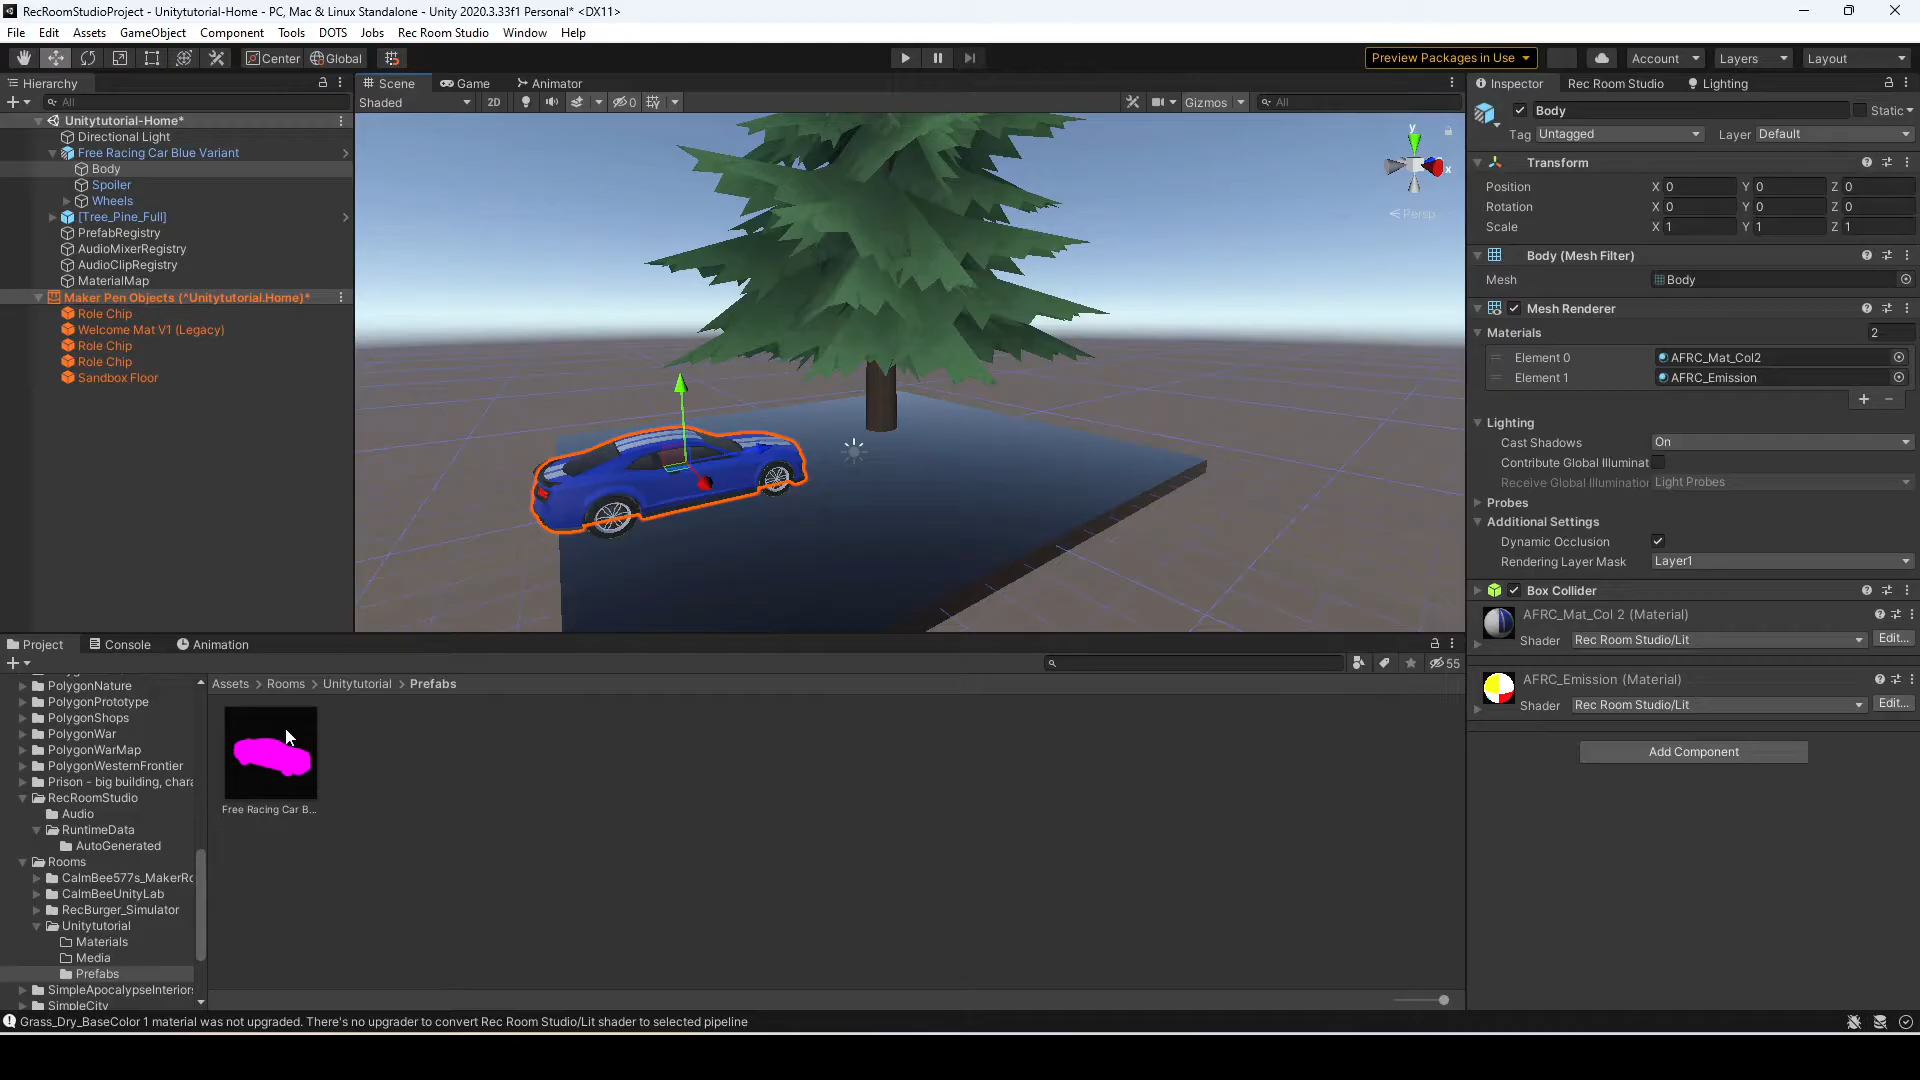 RecRoomStudioProject - Unitytutorial-Home - PC, Mac & Linux Standalone - Unity 2020.3.33f1 Personal* <DX11>
File Edit Assets GameObject Component Tools DOTS Jobs Rec Room Studio Window Help
Center Global Preview Packages in Use Account Layers Layout
Hierarchy
All
Unitytutorial-Home*
Directional Light
Free Racing Car Blue Variant
Body
Spoiler
Wheels
[Tree_Pine_Full]
PrefabRegistry
AudioMixerRegistry
AudioClipRegistry
MaterialMap
Maker Pen Objects (^Unitytutorial.Home)*
Role Chip
Welcome Mat V1 (Legacy)
Role Chip
Role Chip
Sandbox Floor
Scene Game Animator
Shaded 2D 0 Gizmos All
y
x
Persp
Inspector Rec Room Studio Lighting
Body Static
Tag Untagged Layer Default
Transform
Position X 0 Y 0 Z 0
Rotation X 0 Y 0 Z 0
Scale X 1 Y 1 Z 1
Body (Mesh Filter)
Mesh Body
Mesh Renderer
Materials 2
Element 0 AFRC_Mat_Col2
Element 1 AFRC_Emission
Lighting
Cast Shadows On
Contribute Global Illuminat
Receive Global Illumination Light Probes
Probes
Additional Settings
Dynamic Occlusion
Rendering Layer Mask Layer1
Box Collider
AFRC_Mat_Col 2 (Material)
Shader Rec Room Studio/Lit Edit...
AFRC_Emission (Material)
Shader Rec Room Studio/Lit Edit...
Add Component
Project Console Animation
55
PolygonNature
PolygonPrototype
PolygonShops
PolygonWar
PolygonWarMap
PolygonWesternFrontier
Prison - big building, chara
RecRoomStudio
Audio
RuntimeData
AutoGenerated
Rooms
CalmBee577s_MakerRo
CalmBeeUnityLab
RecBurger_Simulator
Unitytutorial
Materials
Media
Prefabs
SimpleApocalypseInteriors
SimpleCity
Assets > Rooms > Unitytutorial > Prefabs
Free Racing Car B...
Grass_Dry_BaseColor 1 material was not upgraded. There's no upgrader to convert Rec Room Studio/Lit shader to selected pipeline